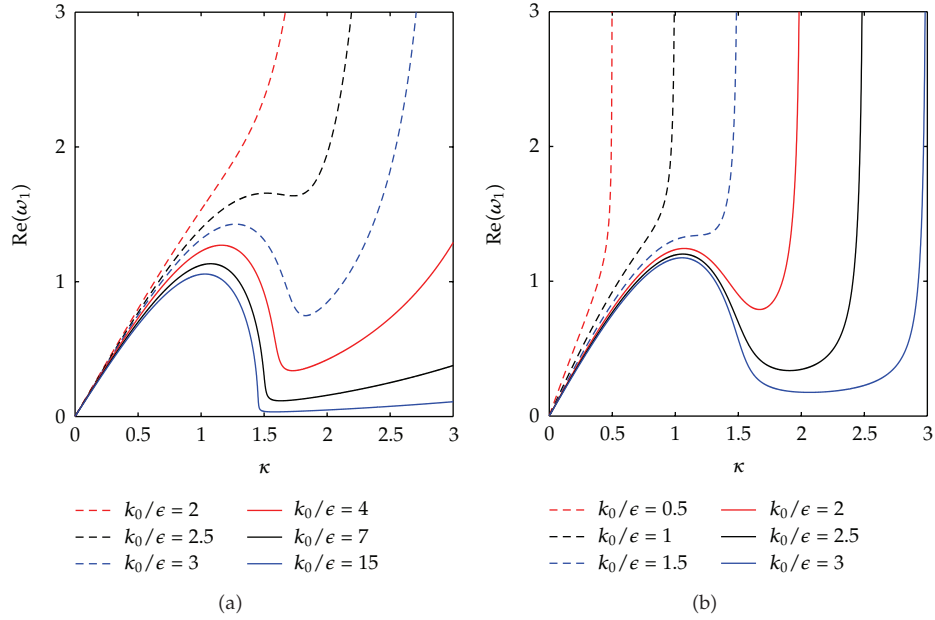 3
2
1
0
Re(ω₁)
0 0.5 1 1.5 2 2.5 3
κ
k₀/ϵ = 2
k₀/ϵ = 2.5
k₀/ϵ = 3
k₀/ϵ = 4
k₀/ϵ = 7
k₀/ϵ = 15
(a)
3
2
1
0
Re(ω₁)
0 0.5 1 1.5 2 2.5 3
κ
k₀/ϵ = 0.5
k₀/ϵ = 1
k₀/ϵ = 1.5
k₀/ϵ = 2
k₀/ϵ = 2.5
k₀/ϵ = 3
(b)